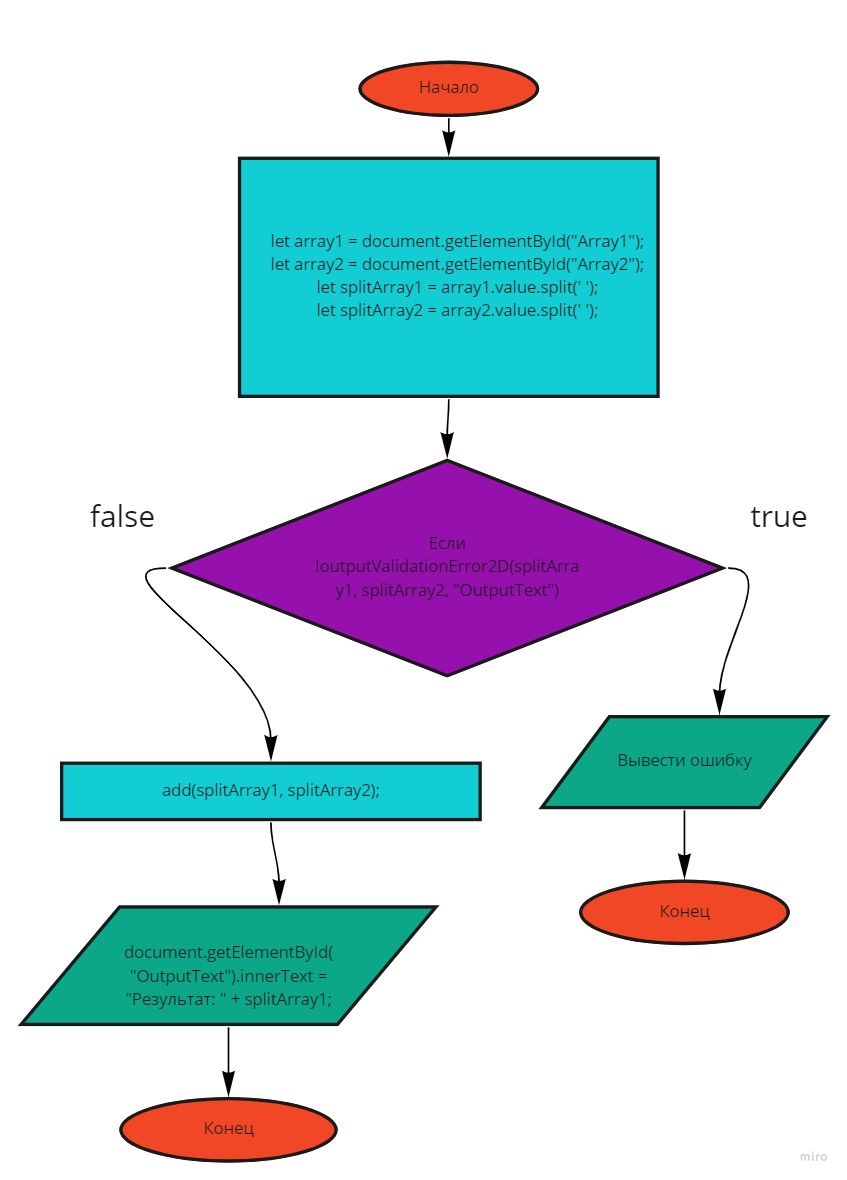 Начало
let array1 = document.getElementById("Array1");
let array2 = document.getElementById("Array2");
let splitArray1 = array1.value.split(' ');
let splitArray2 = array2.value.split(' ');
false
true
Если
!outputValidationError2D(splitArra
y1, splitArray2, "OutputText")
Вывести ошибку
add(splitArray1, splitArray2);
Конец
document.getElementById(
"OutputText").innerText =
"Результат: " + splitArray1;
Конец
miro